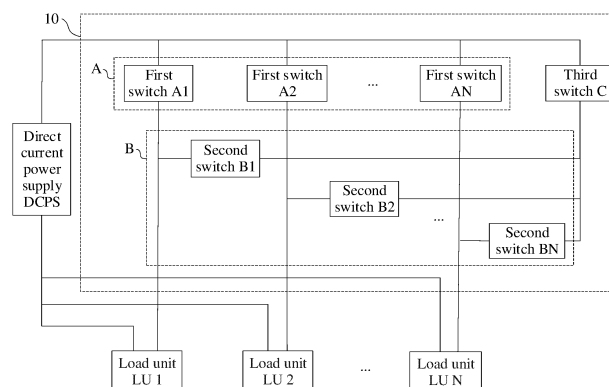 10
A
First
switch A1
First switch
A2
...
First switch
AN
Third
switch C
Direct
current
power
supply
DCPS
B
Second
switch B1
Second
switch B2
...
Second
switch BN
Load unit
LU 1
Load unit
LU 2
...
Load unit
LU N